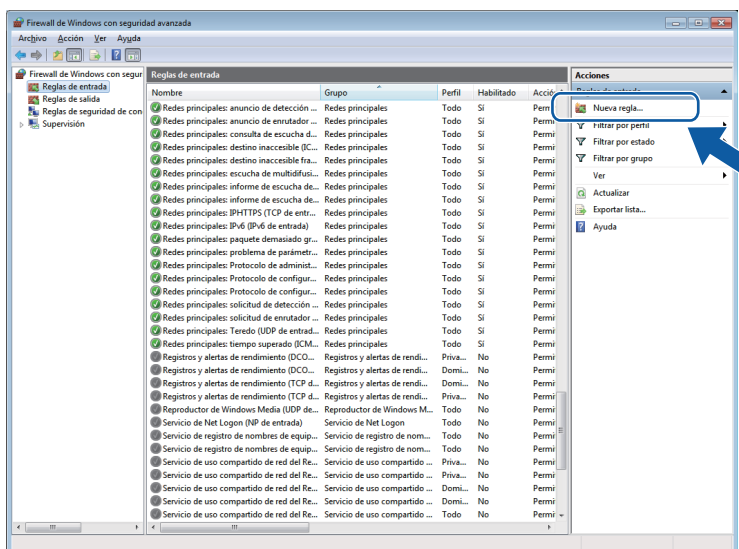 Firewall de Windows con seguridad avanzada
Archivo Acción Ver Ayuda
Firewall de Windows con segur
Reglas de entrada
Reglas de salida
Reglas de seguridad de con
Supervisión
Reglas de entrada
Nombre Grupo Perfil Habilitado Acció
Redes principales: anuncio de detección ... Redes principales Todo Sí Permi
Redes principales: anuncio de enrutador ... Redes principales Todo Sí Permi
Redes principales: consulta de escucha d... Redes principales Todo Sí Permi
Redes principales: destino inaccesible (IC... Redes principales Todo Sí Permi
Redes principales: destino inaccesible fra... Redes principales Todo Sí Permi
Redes principales: escucha de multidifusi... Redes principales Todo Sí Permi
Redes principales: informe de escucha de... Redes principales Todo Sí Permi
Redes principales: informe de escucha de... Redes principales Todo Sí Permi
Redes principales: IPHTTPS (TCP de entr... Redes principales Todo Sí Permi
Redes principales: IPv6 (IPv6 de entrada) Redes principales Todo Sí Permi
Redes principales: paquete demasiado gr... Redes principales Todo Sí Permi
Redes principales: problema de parámetr... Redes principales Todo Sí Permi
Redes principales: Protocolo de administ... Redes principales Todo Sí Permi
Redes principales: Protocolo de configur... Redes principales Todo Sí Permi
Redes principales: Protocolo de configur... Redes principales Todo Sí Permi
Redes principales: solicitud de detección ... Redes principales Todo Sí Permi
Redes principales: solicitud de enrutador ... Redes principales Todo Sí Permi
Redes principales: Teredo (UDP de entrad... Redes principales Todo Sí Permi
Redes principales: tiempo superado (ICM... Redes principales Todo Sí Permi
Registros y alertas de rendimiento (DCO... Registros y alertas de rendi... Priva... No Permi
Registros y alertas de rendimiento (DCO... Registros y alertas de rendi... Domi... No Permi
Registros y alertas de rendimiento (TCP d... Registros y alertas de rendi... Domi... No Permi
Registros y alertas de rendimiento (TCP d... Registros y alertas de rendi... Priva... No Permi
Reproductor de Windows Media (UDP de... Reproductor de Windows M... Todo No Permi
Servicio de Net Logon (NP de entrada) Servicio de Net Logon Todo No Permi
Servicio de registro de nombres de equip... Servicio de registro de nom... Todo No Permi
Servicio de registro de nombres de equip... Servicio de registro de nom... Todo No Permi
Servicio de uso compartido de red del Re... Servicio de uso compartido ... Priva... No Permi
Servicio de uso compartido de red del Re... Servicio de uso compartido ... Priva... No Permi
Servicio de uso compartido de red del Re... Servicio de uso compartido ... Domi... No Permi
Servicio de uso compartido de red del Re... Servicio de uso compartido ... Domi... No Permi
Servicio de uso compartido de red del Re... Servicio de uso compartido ... Todo No Permi
Acciones
Reglas de entrada
Nueva regla...
Filtrar por perfil
Filtrar por estado
Filtrar por grupo
Ver
Actualizar
Exportar lista...
Ayuda